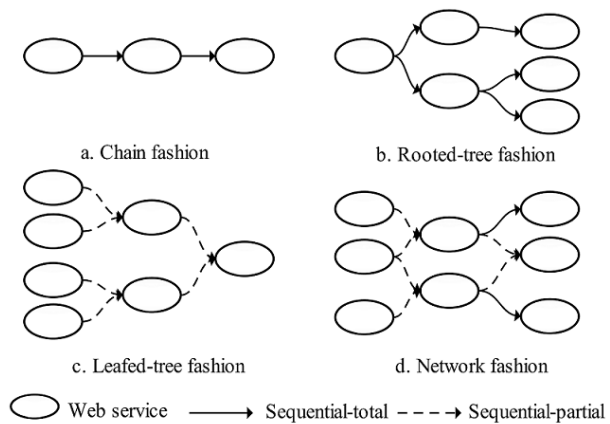 a. Chain fashion
b. Rooted-tree fashion
c. Leafed-tree fashion
d. Network fashion
Web service Sequential-total Sequential-partial